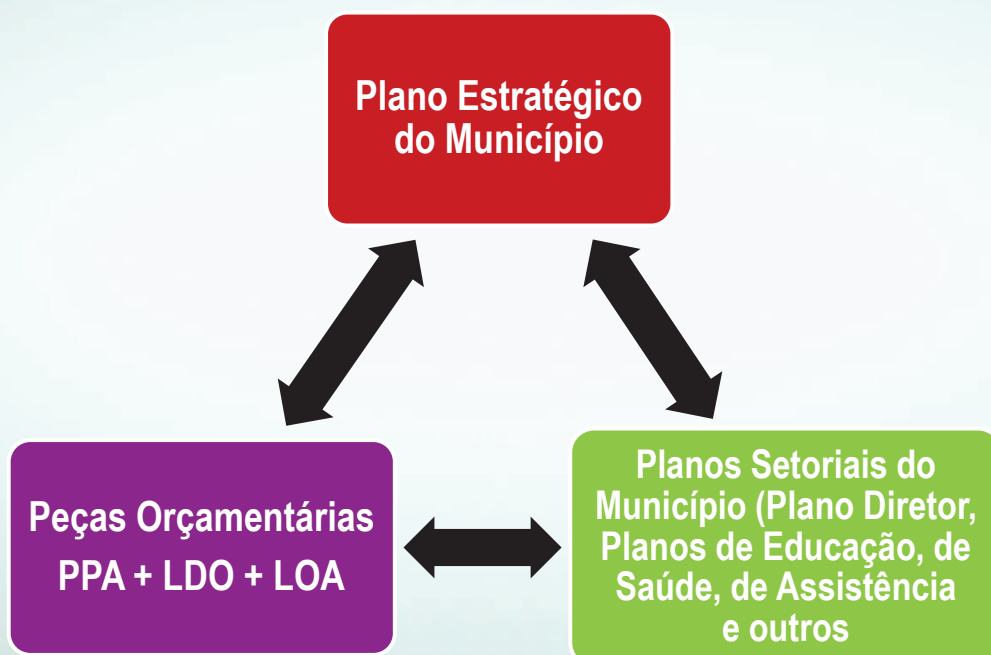 Plano Estratégico
do Município
Peças Orçamentárias
PPA + LDO + LOA
Planos Setoriais do
Município (Plano Diretor,
Planos de Educação, de
Saúde, de Assistência
e outros